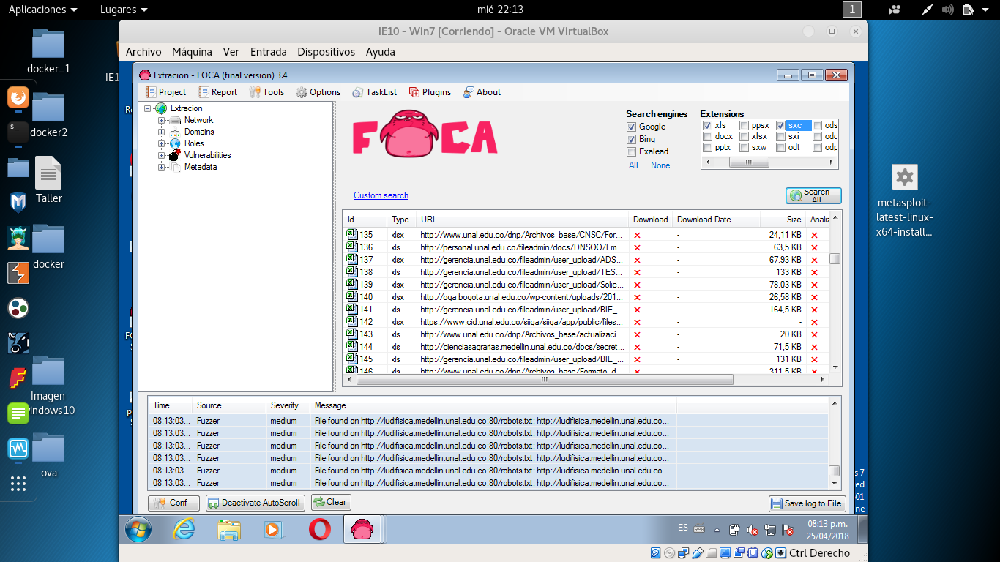 Aplicaciones Lugares mié 22:13 1
IE10 - Win7 [Corriendo] - Oracle VM VirtualBox
Archivo Máquina Ver Entrada Dispositivos Ayuda
docker_1
docker2
Taller
docker
Imagen
ova
metasploit-
latest-linux-
x64-install...
Extracion - FOCA (final version) 3.4
Project Report Tools Options TaskList Plugins About
Extracion
Network
Domains
Roles
Vulnerabilities
Metadata
FOCA
Search engines
Google
Bing
Exalead
All None
Extensions
xls ppsx sxc ods
docx xlsx sxi odg
pptx sxw odt odp
Custom search
Search All
Id Type URL Download Download Date Size Analiz
135 xlsx http://www.unal.edu.co/dnp/Archivos_base/CNSC/For... - 24,11 KB
136 xls http://personal.unal.edu.co/fileadmin/docs/DNSOO/Em... - 63,5 KB
137 xlsx http://gerencia.unal.edu.co/fileadmin/user_upload/ADS... - 67,93 KB
138 xls http://gerencia.unal.edu.co/fileadmin/user_upload/TES... - 133 KB
139 xlsx http://gerencia.unal.edu.co/fileadmin/user_upload/Solic... - 78,03 KB
140 xlsx http://oga.bogota.unal.edu.co/wp-content/uploads/201... - 26,58 KB
141 xls http://gerencia.unal.edu.co/fileadmin/user_upload/BIE_... - 164,5 KB
142 xlsx https://www.cid.unal.edu.co/siiga/siiga/app/public/files... - -
143 xls http://www.unal.edu.co/dnp/Archivos_base/actualizaci... - 20 KB
144 xls http://cienciasagrarias.medellin.unal.edu.co/docs/secret... - 71,5 KB
145 xls http://gerencia.unal.edu.co/fileadmin/user_upload/BIE_... - 131 KB
146 xls http://www.unal.edu.co/dnp/Archivos_base/Formato_d... - 311,5 KB
Time Source Severity Message
08:13:03... Fuzzer medium File found on http://ludifisica.medellin.unal.edu.co:80/robots.txt: http://ludifisica.medellin.unal.edu.co...
08:13:03... Fuzzer medium File found on http://ludifisica.medellin.unal.edu.co:80/robots.txt: http://ludifisica.medellin.unal.edu.co...
08:13:03... Fuzzer medium File found on http://ludifisica.medellin.unal.edu.co:80/robots.txt: http://ludifisica.medellin.unal.edu.co...
08:13:03... Fuzzer medium File found on http://ludifisica.medellin.unal.edu.co:80/robots.txt: http://ludifisica.medellin.unal.edu.co...
08:13:03... Fuzzer medium File found on http://ludifisica.medellin.unal.edu.co:80/robots.txt: http://ludifisica.medellin.unal.edu.co...
08:13:03... Fuzzer medium File found on http://ludifisica.medellin.unal.edu.co:80/robots.txt: http://ludifisica.medellin.unal.edu.co...
Conf Deactivate AutoScroll Clear Save log to File
ES 08:13 p.m.
25/04/2018
Ctrl Derecho